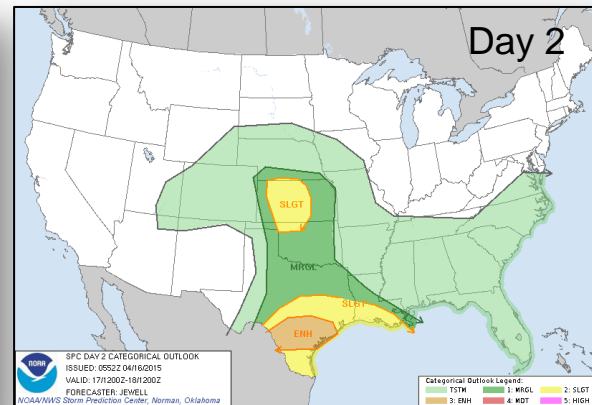 Day 2
SLGT
MRGL
SLGT
ENH
NOAA
SPC DAY 2 CATEGORICAL OUTLOOK
ISSUED: 0552Z 04/16/2015
VALID: 17/1200Z-18/1200Z
FORECASTER: JEWELL
NOAA/NWS Storm Prediction Center, Norman, Oklahoma
Categorical Outlook Legend:
TSTM 1: MRGL 2: SLGT
3: ENH 4: MDT 5: HIGH